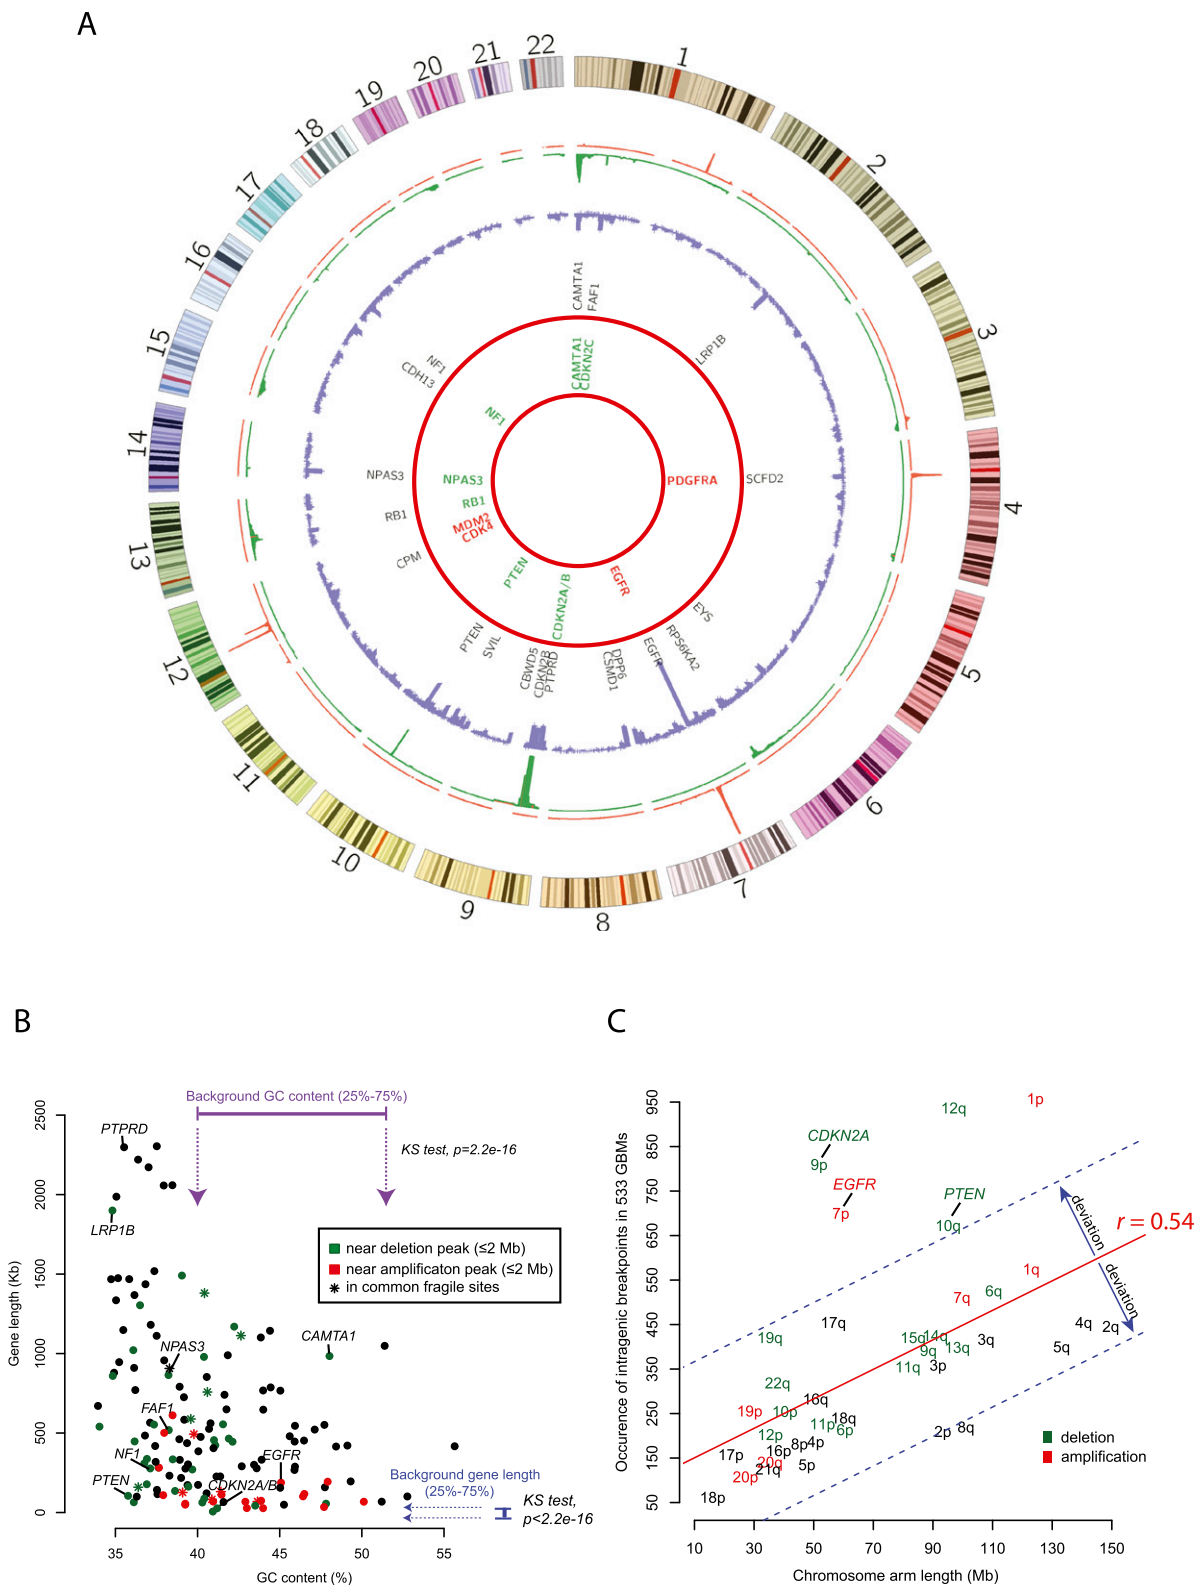 A
1
2
3
4
5
6
7
8
9
10
11
12
13
14
15
16
17
18
19
20
21
22
CAMTA1
FAF1
LRP1B
SCFD2
EYS
RPS6KA2
EGFR
DPP6
CSMD1
PTPRD
CDKN2B
CBWD5
SVIL
PTEN
CPM
RB1
NPAS3
CDH13
NF1
CAMTA1
CDKN2C
PDGFRA
EGFR
CDKN2A/B
PTEN
CDK4
MDM2
RB1
NPAS3
NF1
B
Background GC content (25%-75%)
KS test, p=2.2e-16
PTPRD
LRP1B
near deletion peak (≤2 Mb)
near amplificaton peak (≤2 Mb)
in common fragile sites
NPAS3
CAMTA1
FAF1
NF1
EGFR
PTEN
CDKN2A/B
Background gene length
(25%-75%)
KS test,
p<2.2e-16
Gene length (Kb)
2500
2000
1500
1000
500
0
35 40 45 50 55
GC content (%)
C
Occurence of intragenic breakpoints in 533 GBMs
950
850
750
650
550
450
350
250
150
50
1p
12q
CDKN2A
9p
EGFR
7p
PTEN
10q
deviation
r = 0.54
deviation
1q
6q
7q
17q
4q
2q
19q
15q
14q
3q
13q
9q
5q
11q
3p
22q
16q
19p
10p
18q
11p
6p
8q
2p
12p
4p
8p
16p
17p
20q
5p
21q
20p
18p
deletion
amplification
10 30 50 70 90 110 130 150
Chromosome arm length (Mb)